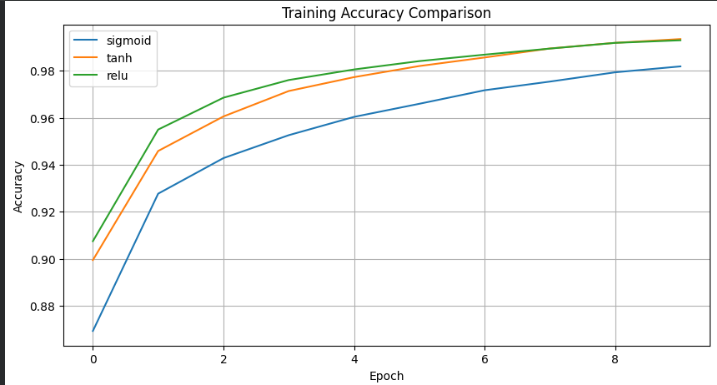 Training Accuracy Comparison
sigmoid
tanh
relu
0.98
0.96
0.94
0.92
0.90
0.88
Accuracy
0 2 4 6 8
Epoch